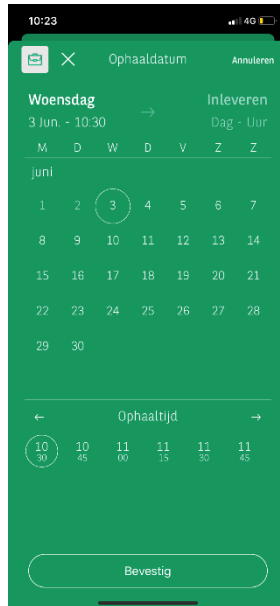 10:23
4G
Ophaaldatum
Annuleren
Woensdag
Inleveren
3 Jun. - 10:30
Dag - Uur
M D W D V Z Z
juni
1 2 3 4 5 6 7
8 9 10 11 12 13 14
15 16 17 18 19 20 21
22 23 24 25 26 27 28
29 30
Ophaaltijd
10 10 11 11 11 11
30 45 00 15 30 45
Bevestig